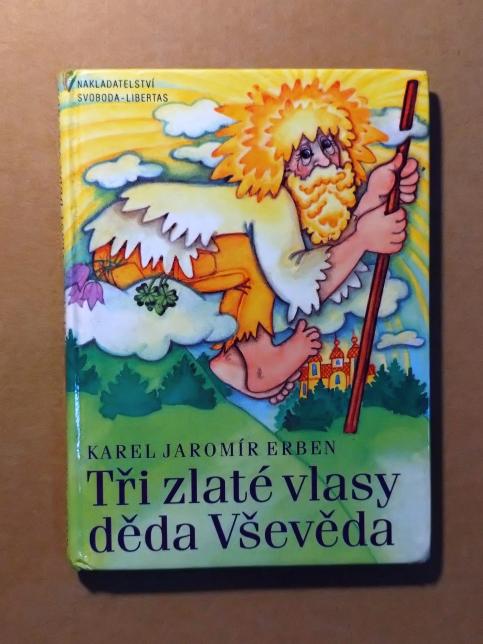 NAKLADATELSTVÍ
SVOBODA-LIBERTAS
KAREL JAROMÍR ERBEN
Tři zlaté vlasy
děda Vševěda